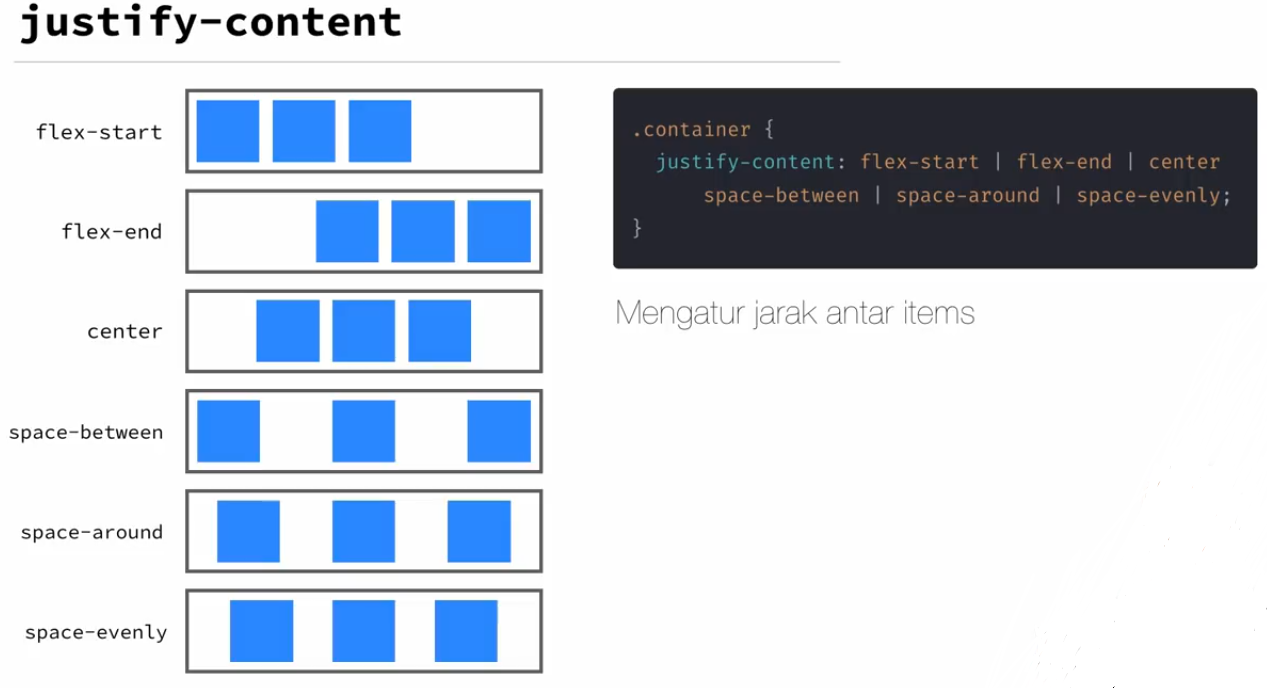 justify-content
flex-start
flex-end
center
space-between
space-around
space-evenly
.container {
justify-content: flex-start | flex-end | center
space-between | space-around | space-evenly;
}
Mengatur jarak antar items